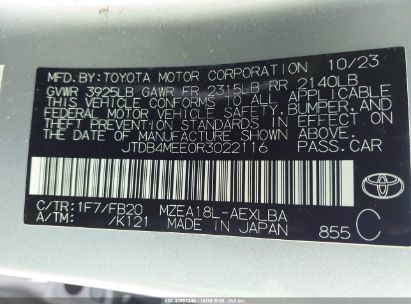 MFD.BY:TOYOTA MOTOR CORPORATION 10/23
GVWR 3925LB GAWR FR 2315LB RR 2140LB
THIS VEHICLE CONFORMS TO ALL APPLICABLE
FEDERAL MOTOR VEHICLE SAFETY, BUMPER, AND
THEFT PREVENTION STANDARDS IN EFFECT ON
THE DATE OF MANUFACTURE SHOWN ABOVE.
JTDB4MEE0R3022116 PASS.CAR
C/TR:1F7/FB20 MZEA18L-AEXLBA
A/TM: /K121 MADE IN JAPAN 855 C
TOYOTA